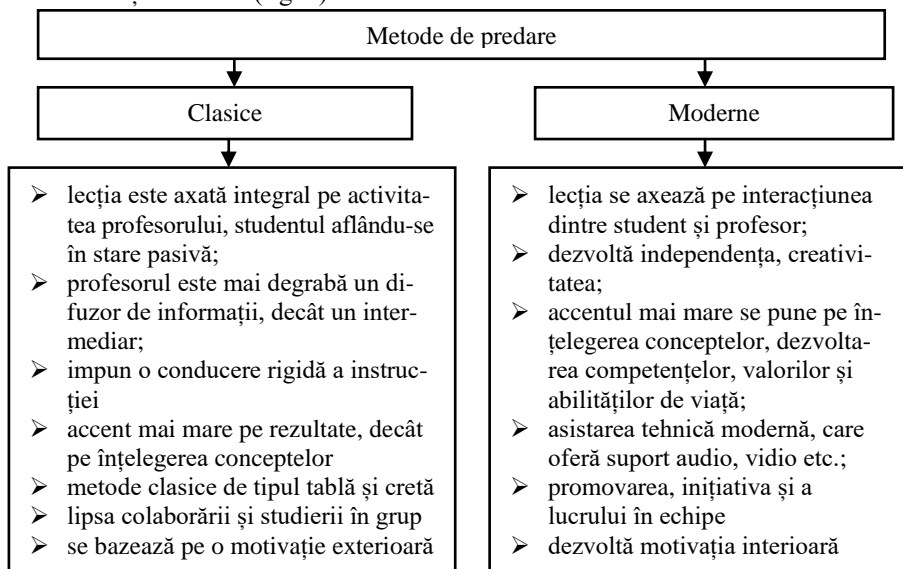 Metode de predare
Clasice
Moderne
➢ lecția este axată integral pe activita-
tea profesorului, studentul aflându-se
în stare pasivă;
➢ profesorul este mai degrabă un di-
fuzor de informații, decât un inter-
mediar;
➢ impun o conducere rigidă a instruc-
ției
➢ accent mai mare pe rezultate, decât
pe înțelegerea conceptelor
➢ metode clasice de tipul tablă și cretă
➢ lipsa colaborării și studierii în grup
➢ se bazează pe o motivație exterioară
➢ lecția se axează pe interacțiunea
dintre student și profesor;
➢ dezvoltă independența, creativi-
tatea;
➢ accentul mai mare se pune pe în-
țelegerea conceptelor, dezvolta-
rea competențelor, valorilor și
abilităților de viață;
➢ asistarea tehnică modernă, care
oferă suport audio, vidio etc.;
➢ promovarea, inițiativa și a
lucrului în echipe
➢ dezvoltă motivația interioară